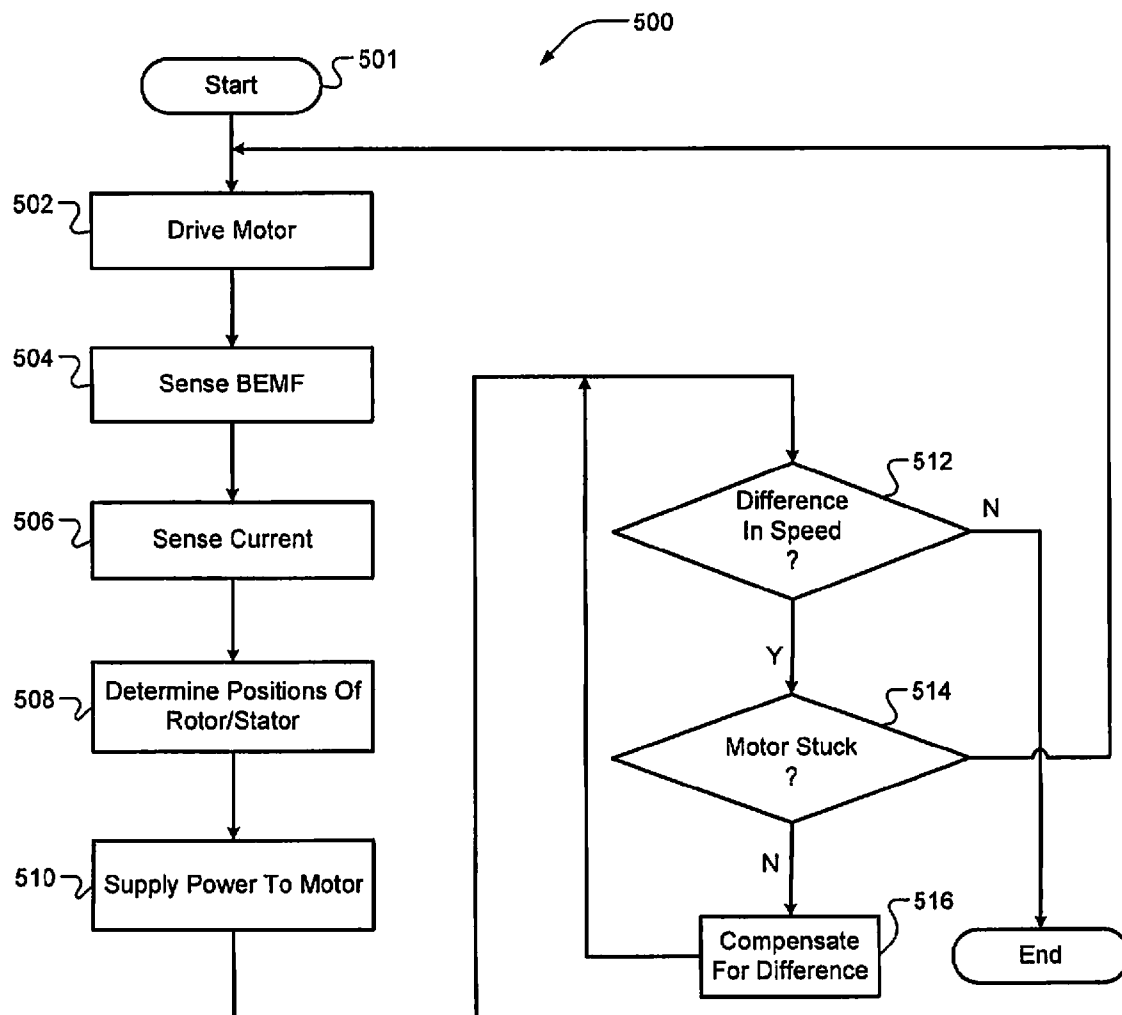 500
Start
501
502
Drive Motor
504
Sense BEMF
506
Sense Current
508
Determine Positions Of
Rotor/Stator
510
Supply Power To Motor
512
Difference
In Speed
?
N
Y
514
Motor Stuck
?
N
516
Compensate
For Difference
End